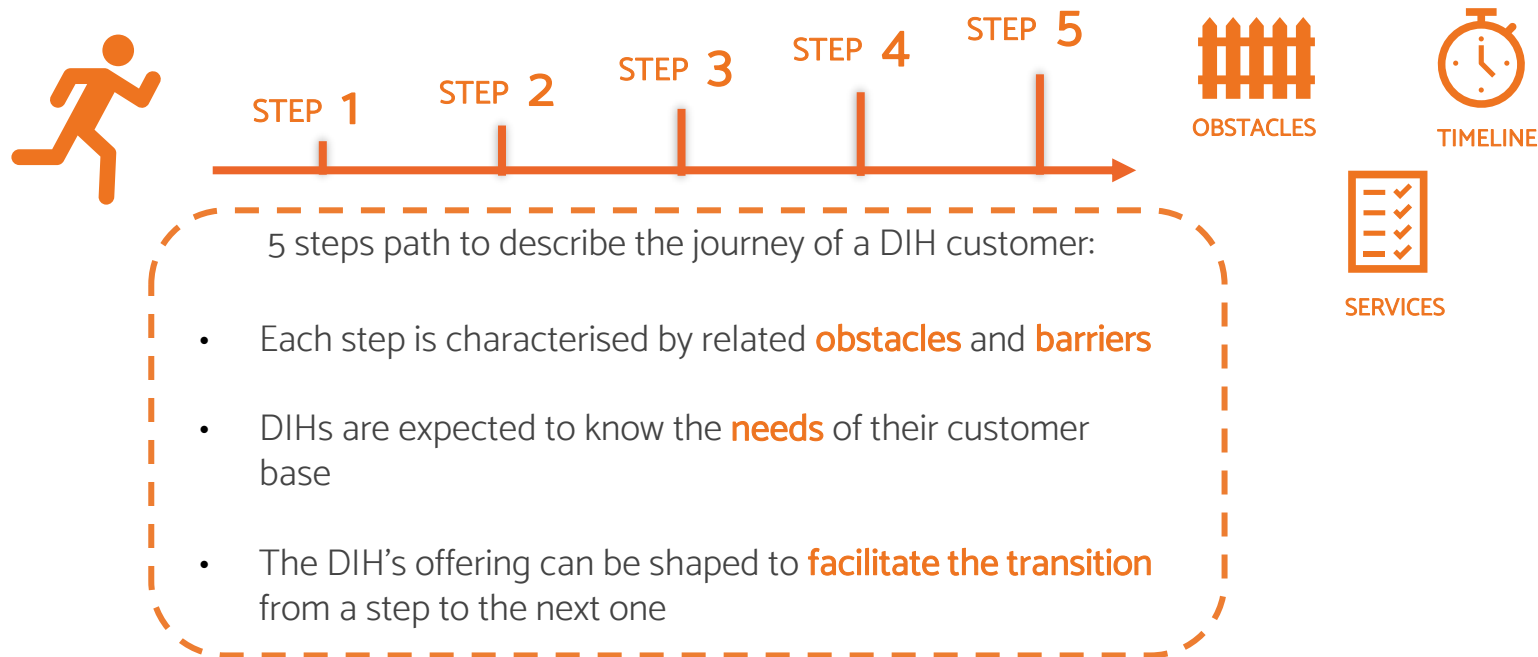 STEP 1
STEP 2
STEP 3
STEP 4
STEP 5
OBSTACLES
TIMELINE
SERVICES
5 steps path to describe the journey of a DIH customer:
• Each step is characterised by related obstacles and barriers
• DIHs are expected to know the needs of their customer
base
• The DIH’s offering can be shaped to facilitate the transition
from a step to the next one